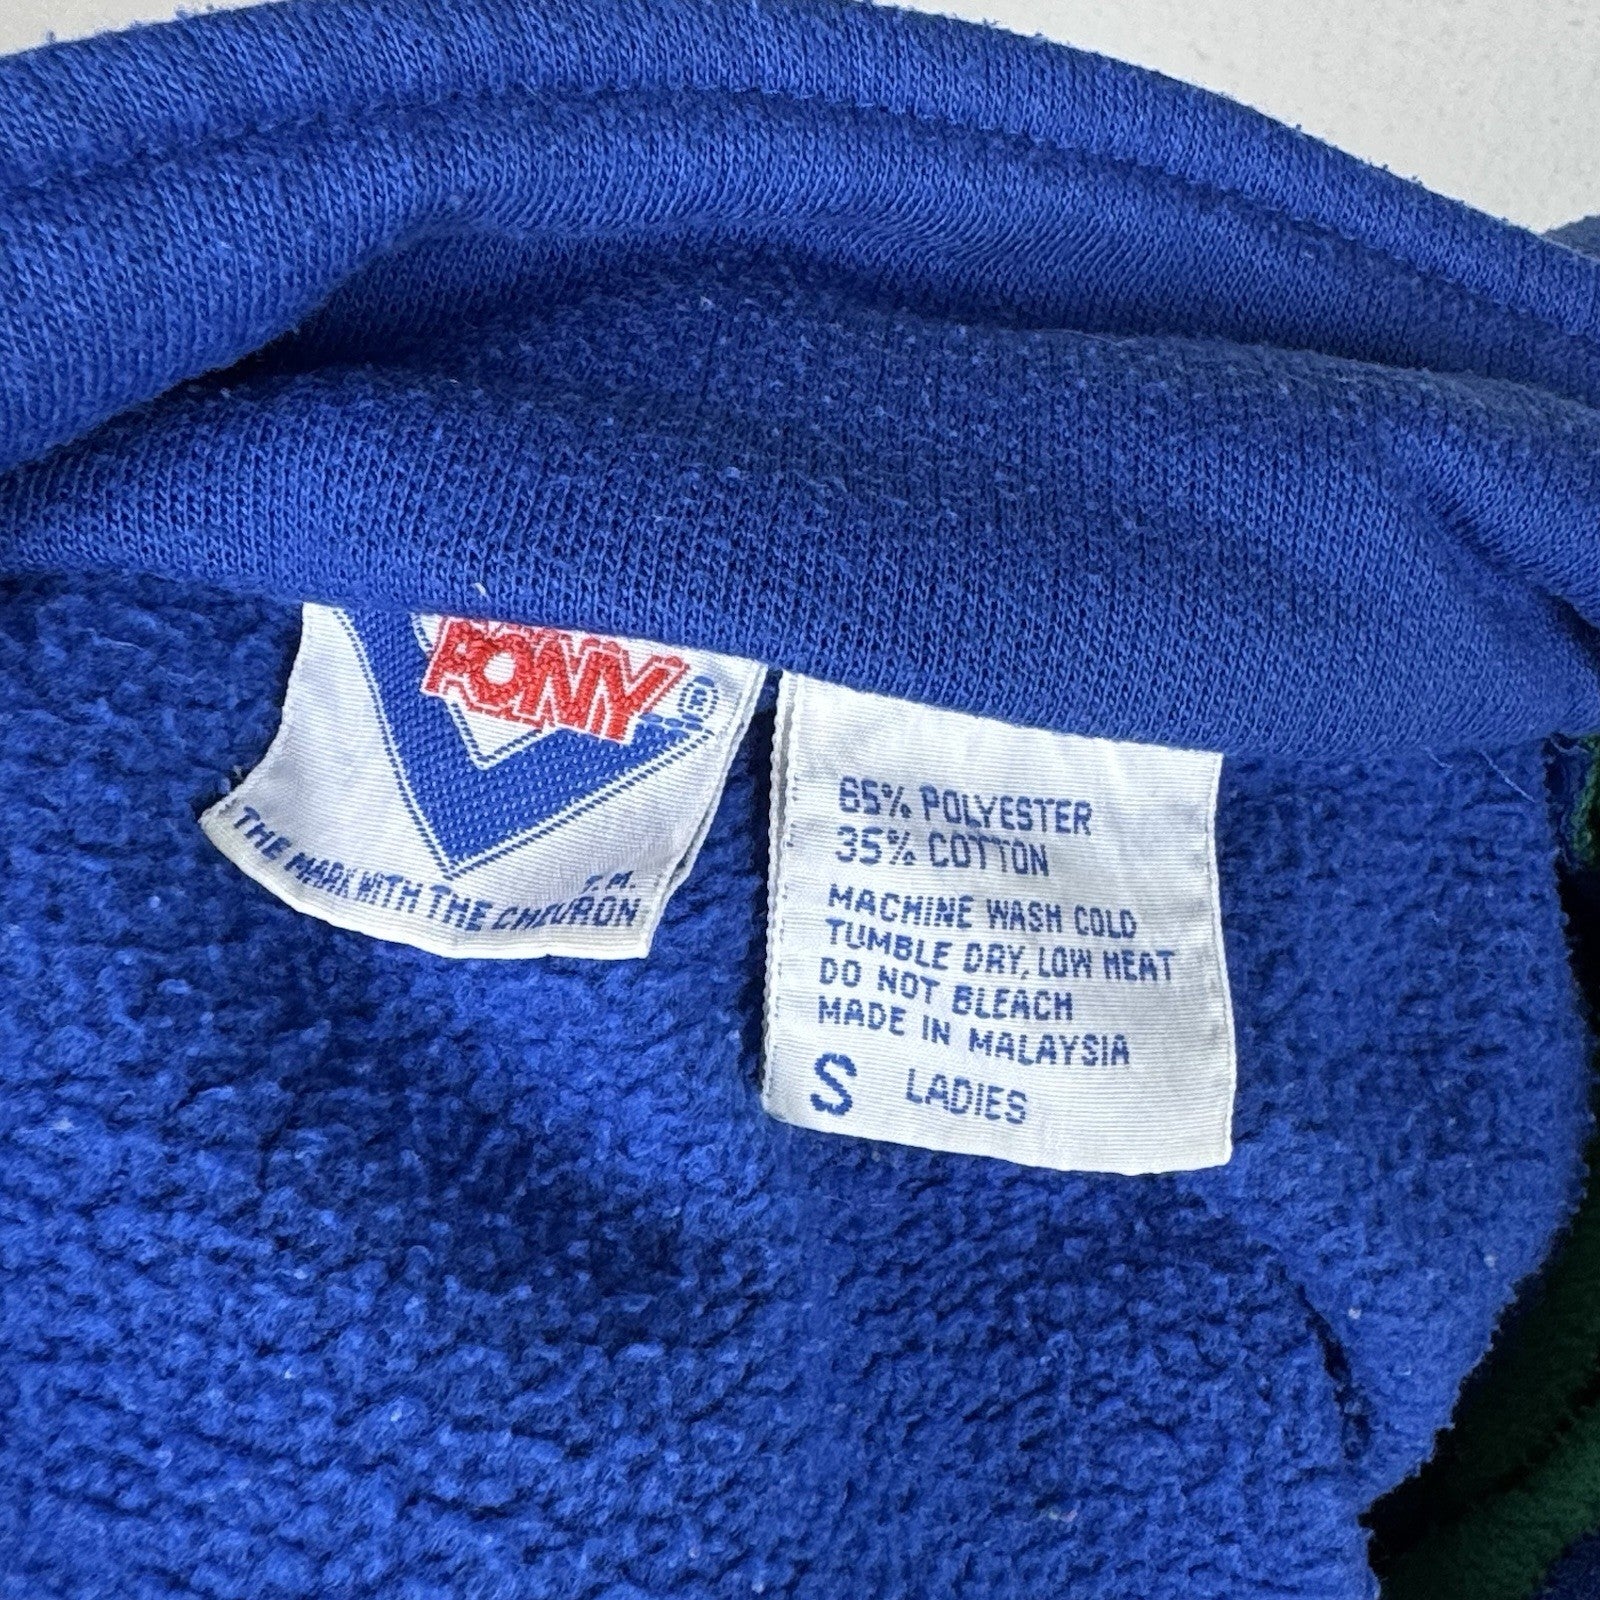 PONY
®
T.M.
THE MARK WITH THE CHEVRON
65% POLYESTER
35% COTTON
MACHINE WASH COLD
TUMBLE DRY, LOW HEAT
DO NOT BLEACH
MADE IN MALAYSIA
S LADIES